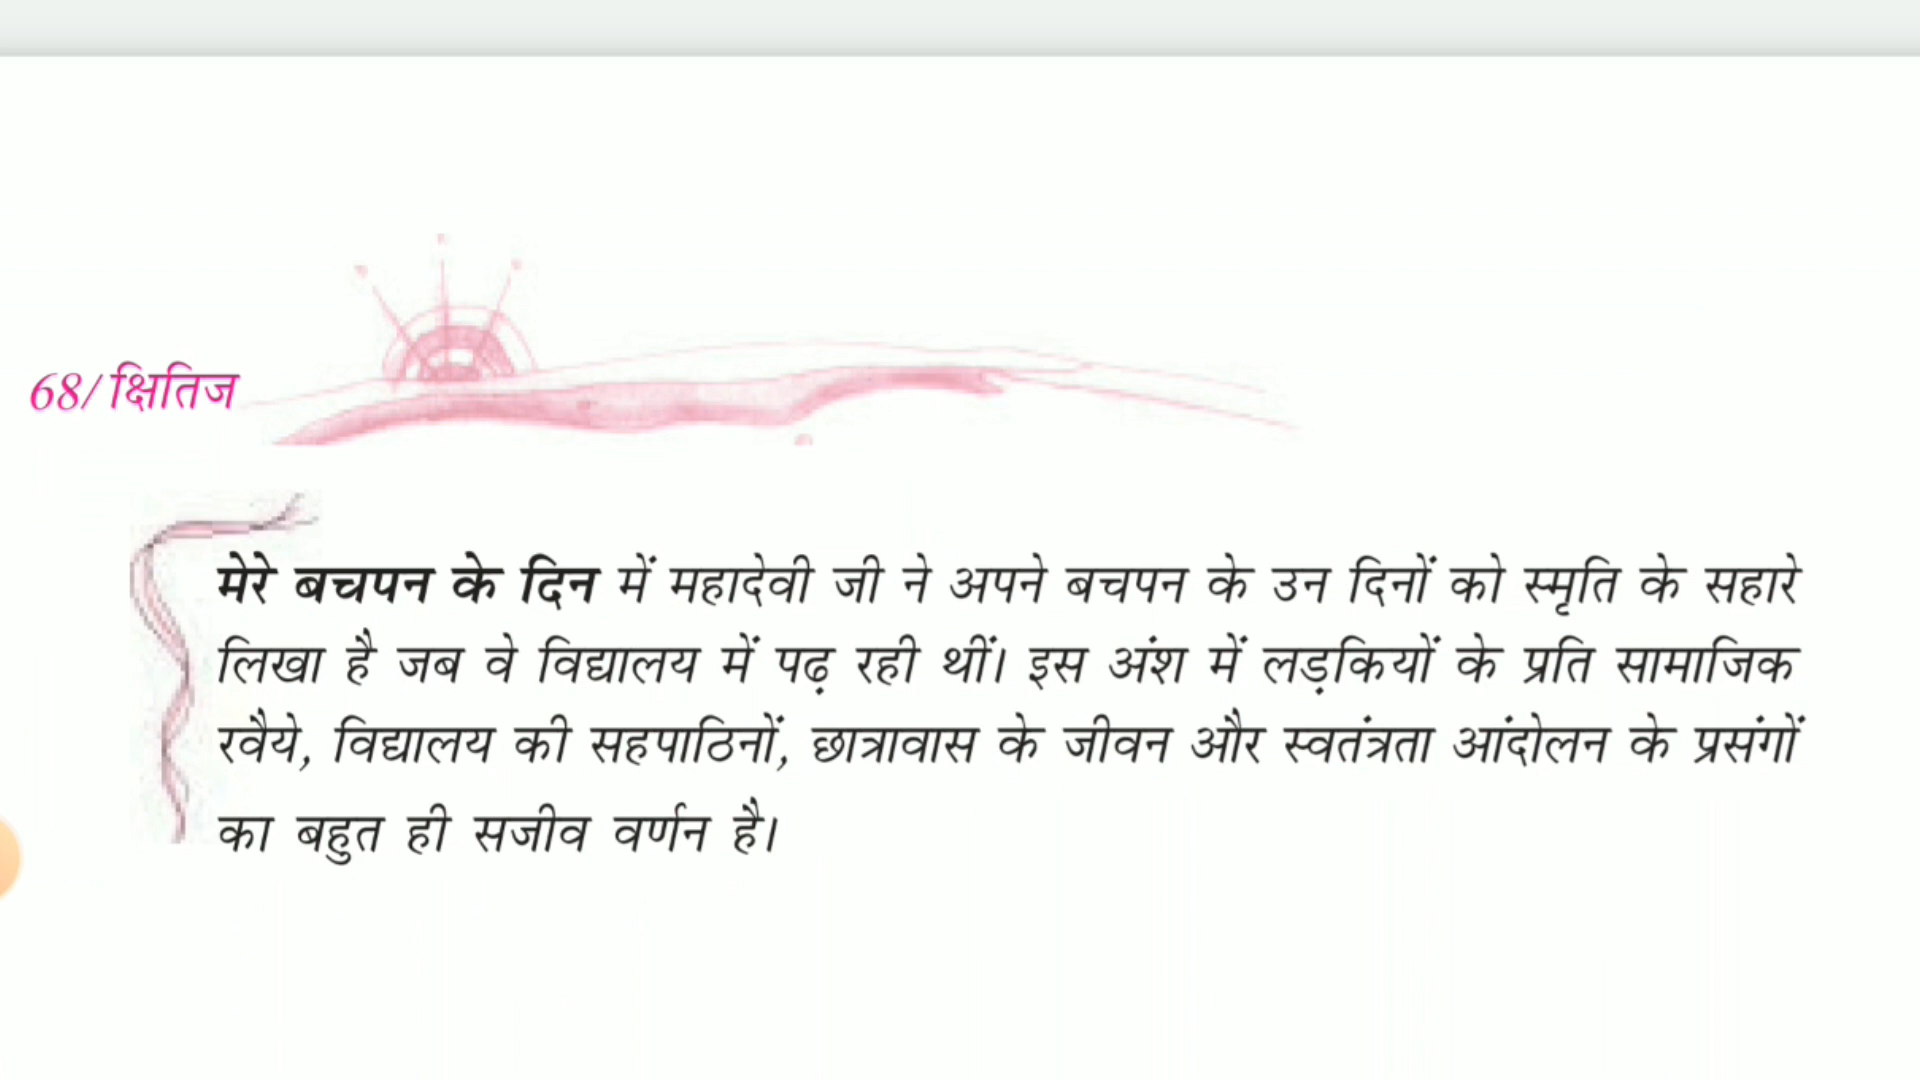 68/क्षितिज
मेरे बचपन के दिन में महादेवी जी ने अपने बचपन के उन दिनों को स्मृति के सहारे
लिखा है जब वे विद्यालय में पढ़ रही थीं। इस अंश में लड़कियों के प्रति सामाजिक
रवैये, विद्यालय की सहपाठिनों, छात्रावास के जीवन और स्वतंत्रता आंदोलन के प्रसंगों
का बहुत ही सजीव वर्णन है।